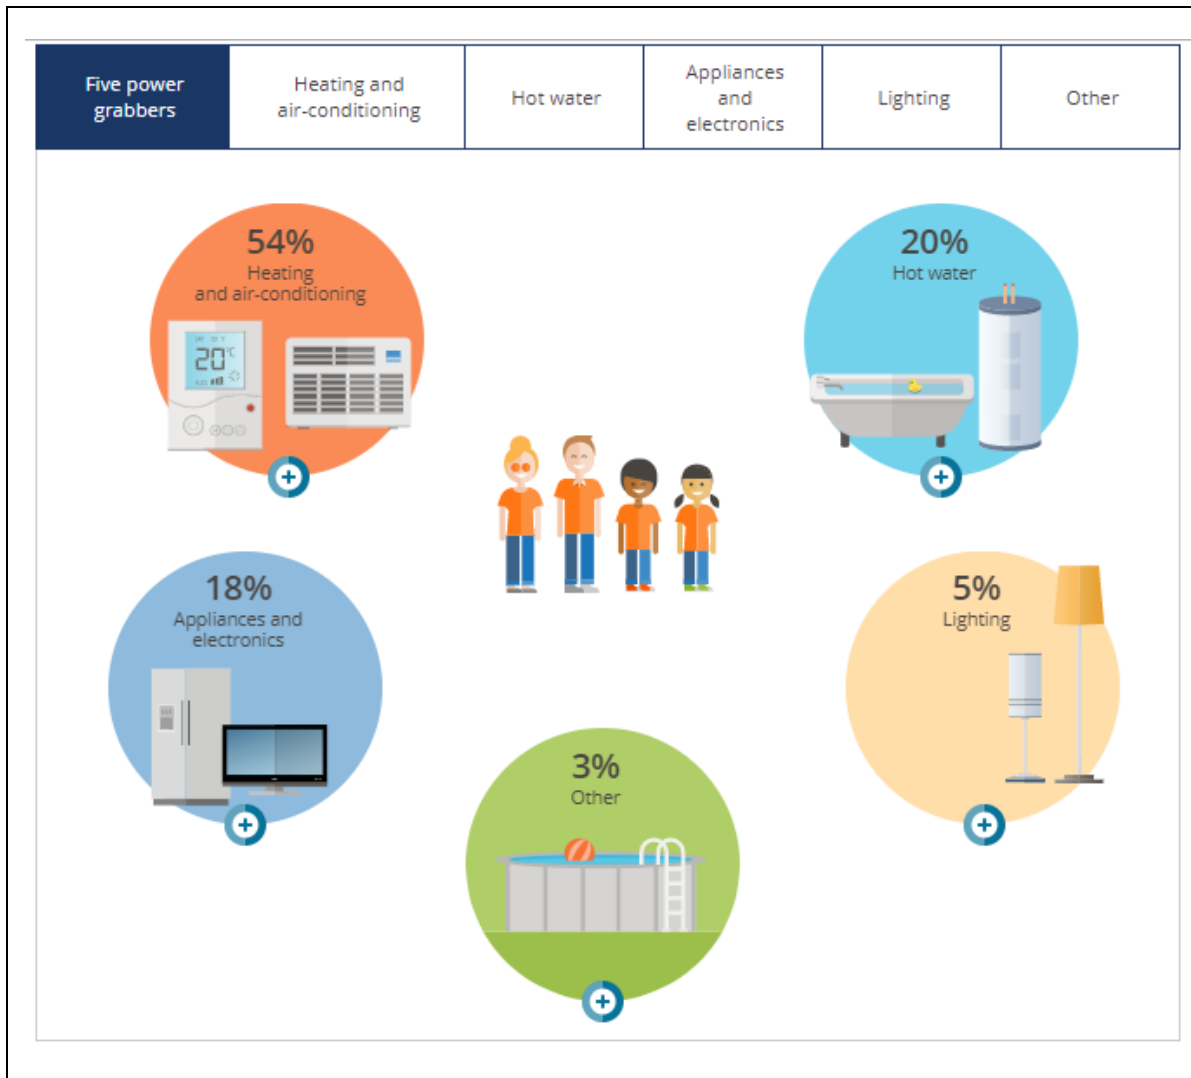 Five power
grabbers
Heating and
air-conditioning
Hot water
Appliances
and
electronics
Lighting
Other
54%
Heating
and air-conditioning
20°C
20%
Hot water
18%
Appliances and
electronics
5%
Lighting
3%
Other